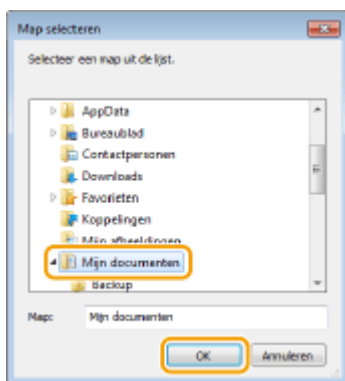 Map selecteren
Selecteer een map uit de lijst.
AppData
Bureaublad
Contactpersonen
Downloads
Favorieten
Koppelingen
Mijn afbeeldingen
Mijn documenten
Backup
Map:
Mijn documenten
OK
Annuleren